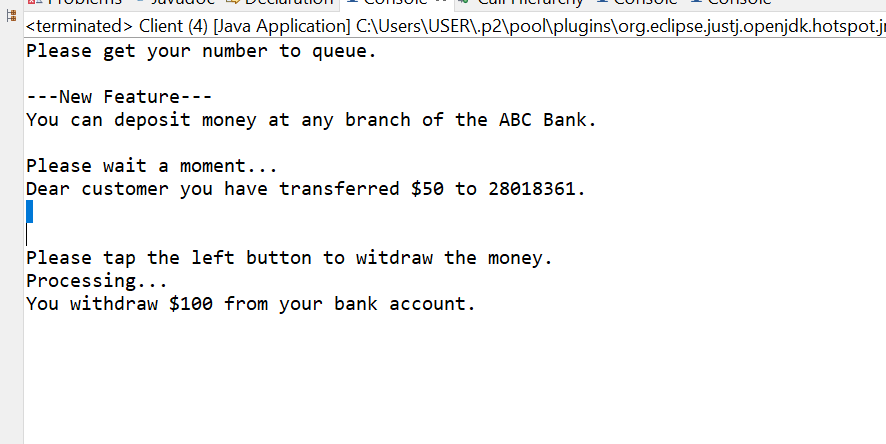 Problems Javadoc Declaration Console Call Hierarchy Console Console
<terminated> Client (4) [Java Application] C:\Users\USER\.p2\pool\plugins\org.eclipse.justj.openjdk.hotspot.jr
Please get your number to queue.
---New Feature---
You can deposit money at any branch of the ABC Bank.
Please wait a moment...
Dear customer you have transferred $50 to 28018361.
Please tap the left button to witdraw the money.
Processing...
You withdraw $100 from your bank account.